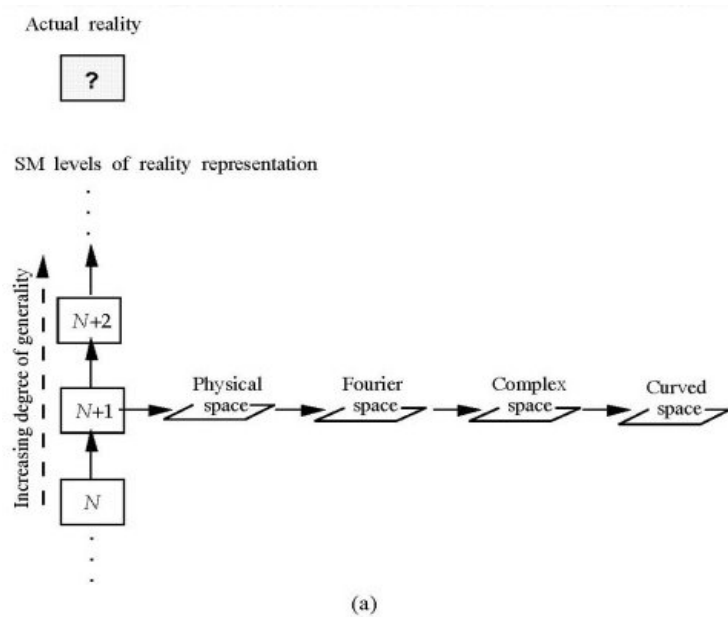 Actual reality
?
SM levels of reality representation
Increasing degree of generality
N+2
N+1
N
Physical
space
Fourier
space
Complex
space
Curved
space
(a)